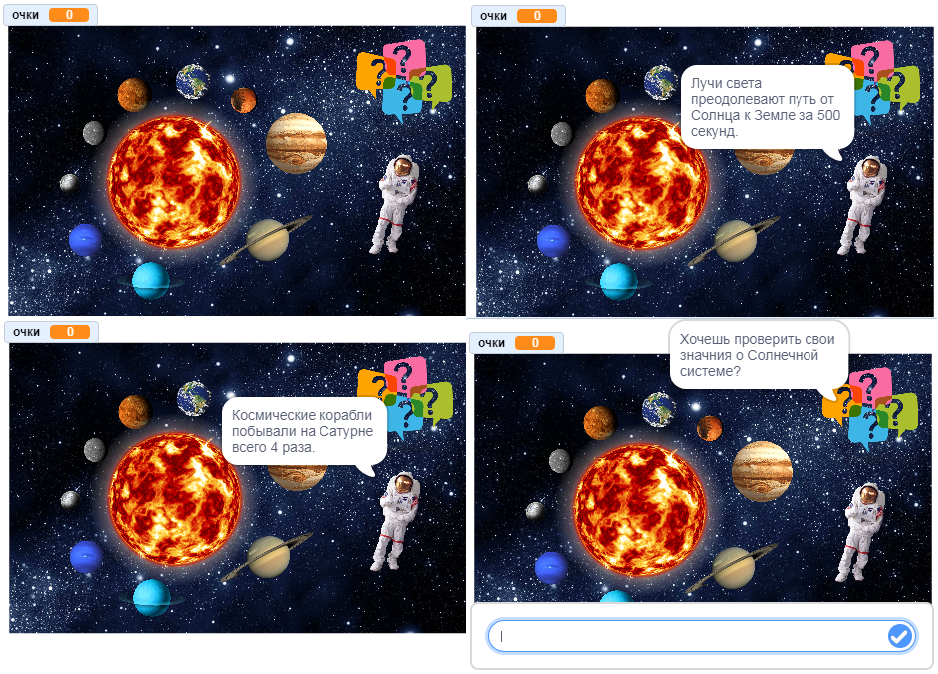 очки 0
очки 0
Лучи света
преодолевают путь от
Солнца к Земле за 500
секунд.
? ? ? ?
? ? ?
очки 0
Космические корабли
побывали на Сатурне
всего 4 раза.
? ? ? ?
очки 0
Хочешь проверить свои
значния о Солнечной
системе?
? ? ? ?